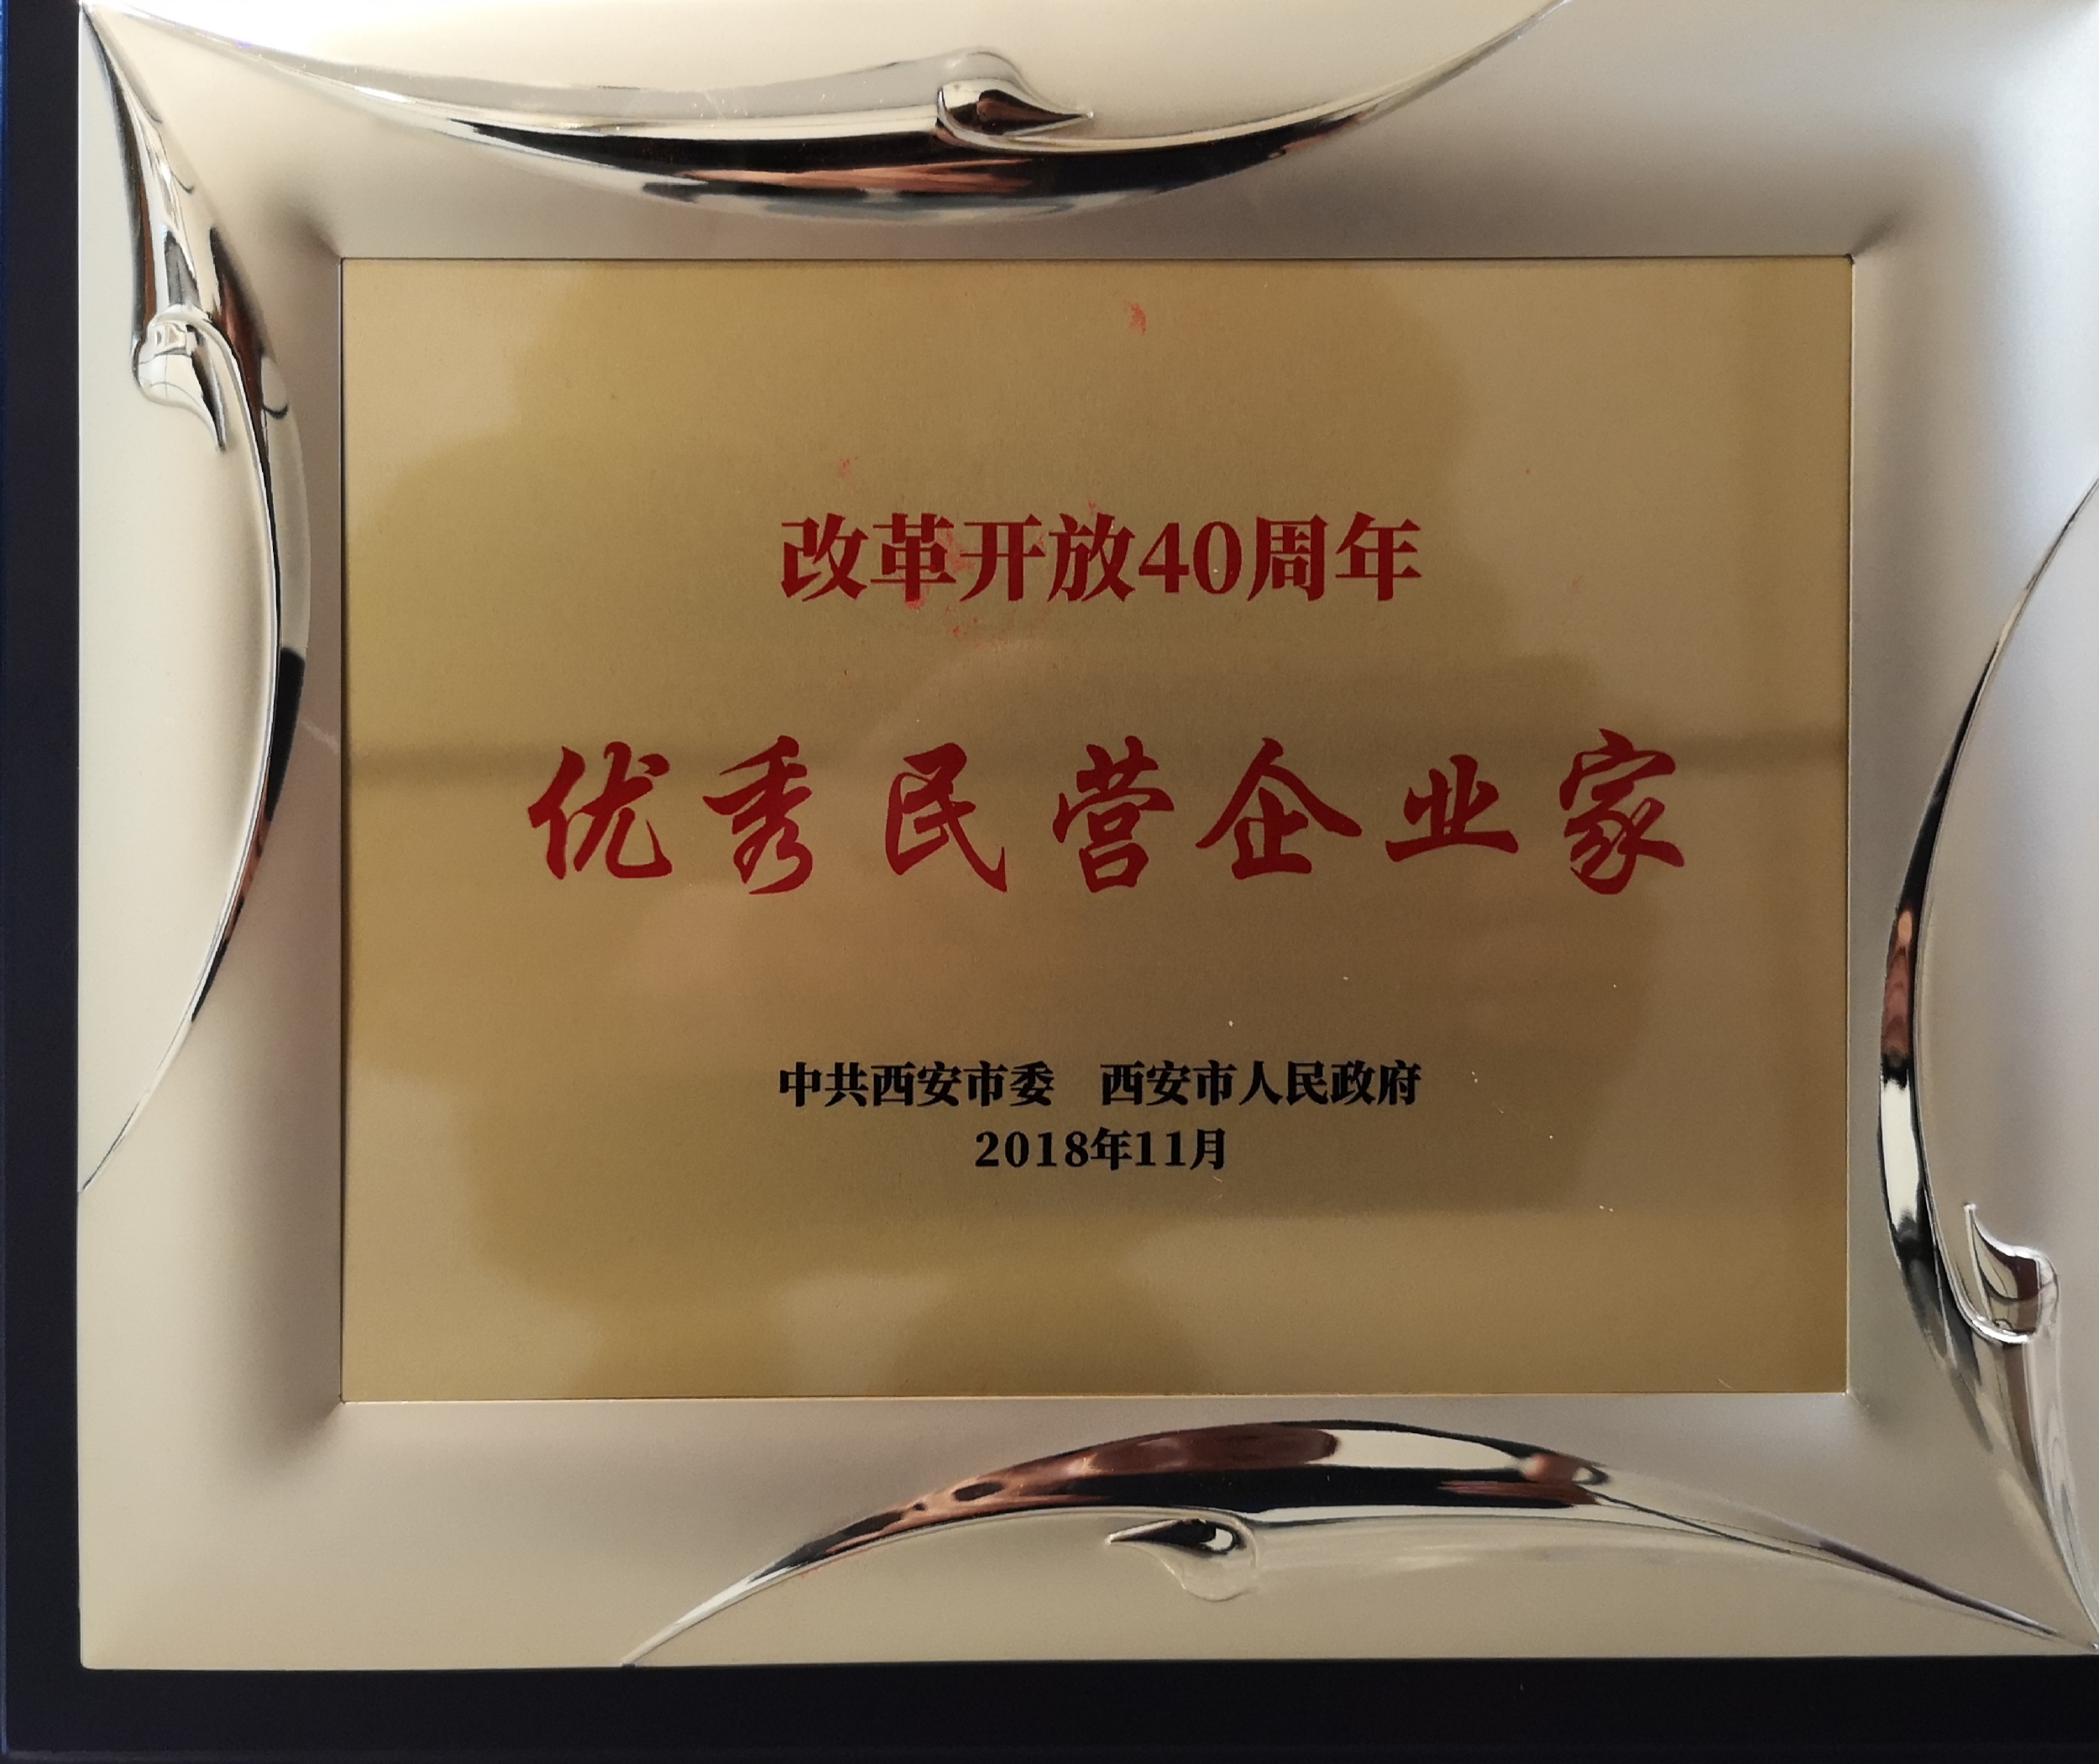 改革开放40周年
优秀民营企业家
中共西安市委　西安市人民政府
2018年11月